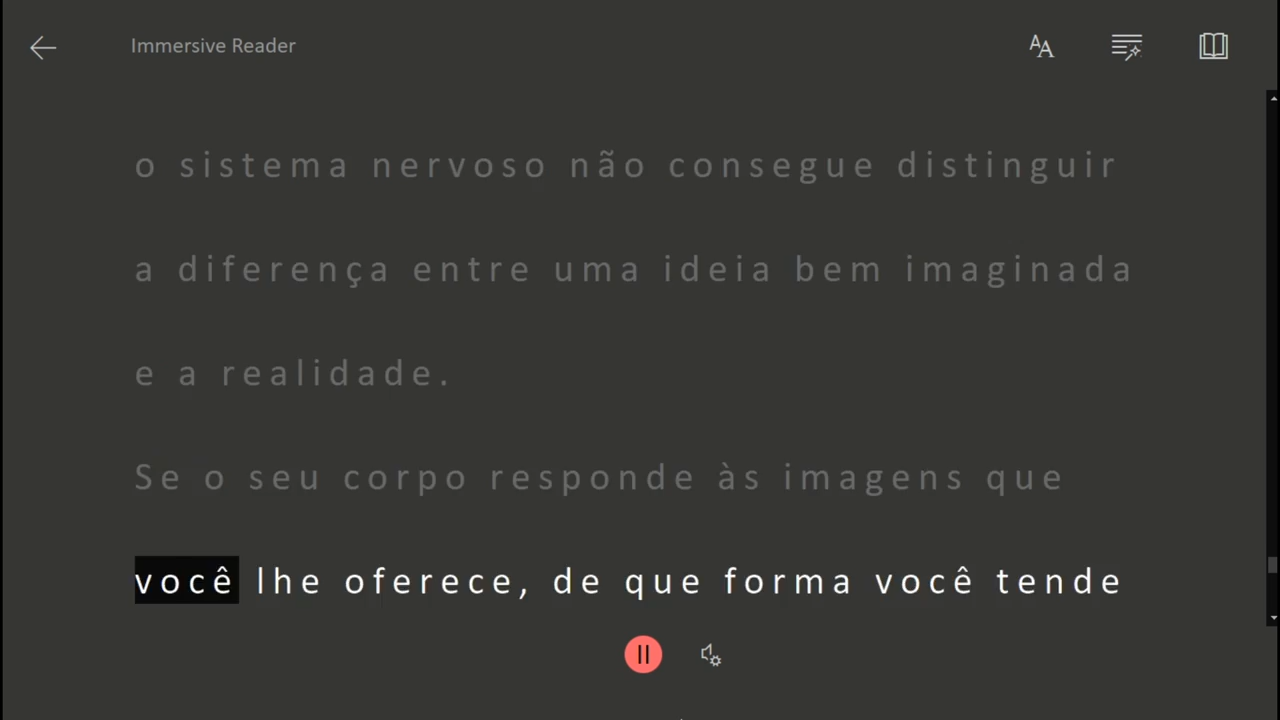 Immersive Reader
o sistema nervoso não consegue distinguir
a diferença entre uma ideia bem imaginada
e a realidade.
Se o seu corpo responde às imagens que
você lhe oferece, de que forma você tende